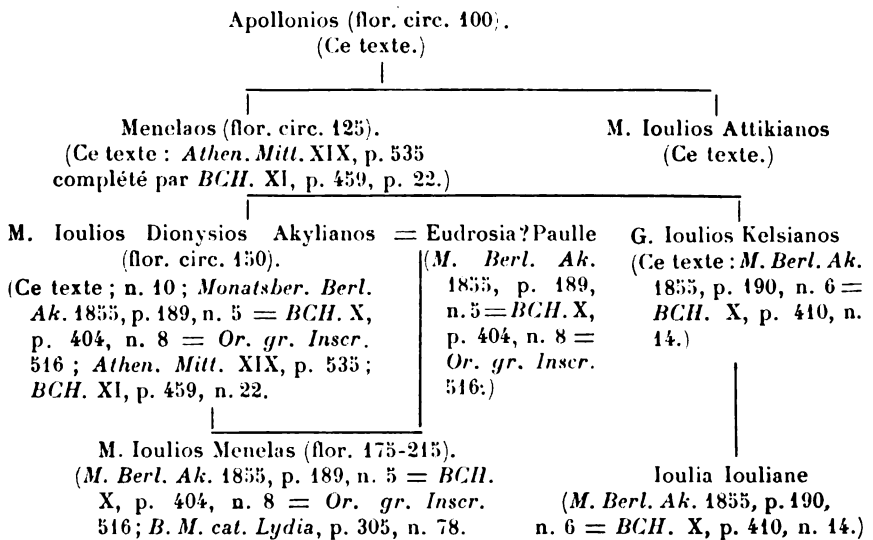 Apollonios (flor. circ. 100).
(Ce texte.)
Menelaos (flor. circ. 125).
(Ce texte : Athen. Mitt. XIX, p. 535
complété par BCH. XI, p. 459, p. 22.)
M. Ioulios Attikianos
(Ce texte.)
M. Ioulios Dionysios Akylianos =
(flor. circ. 150).
(Ce texte ; n. 10 ; Monatsber. Berl.
Ak. 1855, p. 189, n. 5 = BCH. X,
p. 404, n. 8 = Or. gr. Inscr.
516 ; Athen. Mitt. XIX, p. 535 ;
BCH. XI, p. 459, n. 22.
Eudrosia? Paulle
(M. Berl. Ak.
1855, p. 189,
n. 5 = BCH. X,
p. 404, n. 8 =
Or. gr. Inscr.
516.)
G. Ioulios Kelsianos
(Ce texte : M. Berl. Ak.
1855, p. 190, n. 6 =
BCH. X, p. 410, n.
14.)
M. Ioulios Menelas (flor. 175-215).
(M. Berl. Ak. 1855, p. 189, n. 5 = BCH.
X, p. 404, n. 8 = Or. gr. Inscr.
516 ; B. M. cat. Lydia, p. 305, n. 78.
Ioulia Iouliane
(M. Berl. Ak. 1855, p. 190,
n. 6 = BCH. X, p. 410, n. 14.)